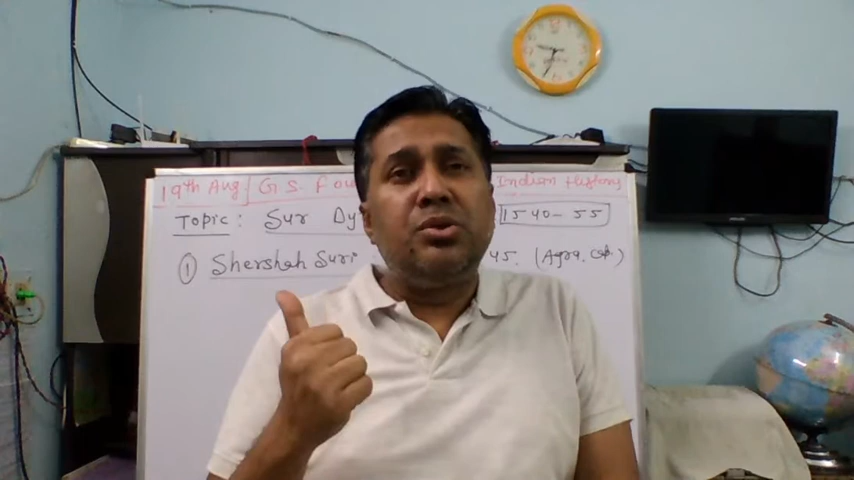 19th Aug G S. Fou Indian History
Topic: Sur Dy 1540-55
① Shershah Suri 45. (Agra. Cap.)